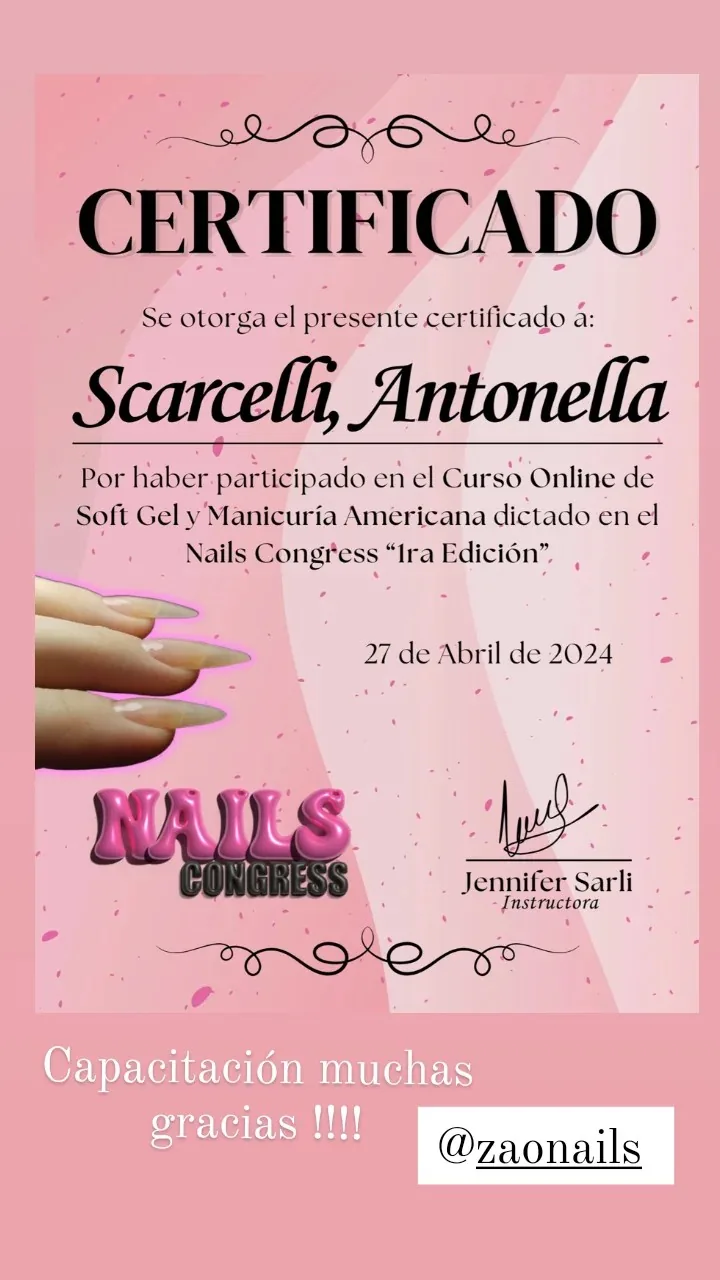 CERTIFICADO
Se otorga el presente certificado a:
Scarcelli, Antonella
Por haber participado en el Curso Online de
Soft Gel y Manicuría Americana dictado en el
Nails Congress “1ra Edición”
27 de Abril de 2024
NAILS
CONGRESS
Jennifer Sarli
Instructora
Capacitación muchas
gracias !!!!
@zaonails